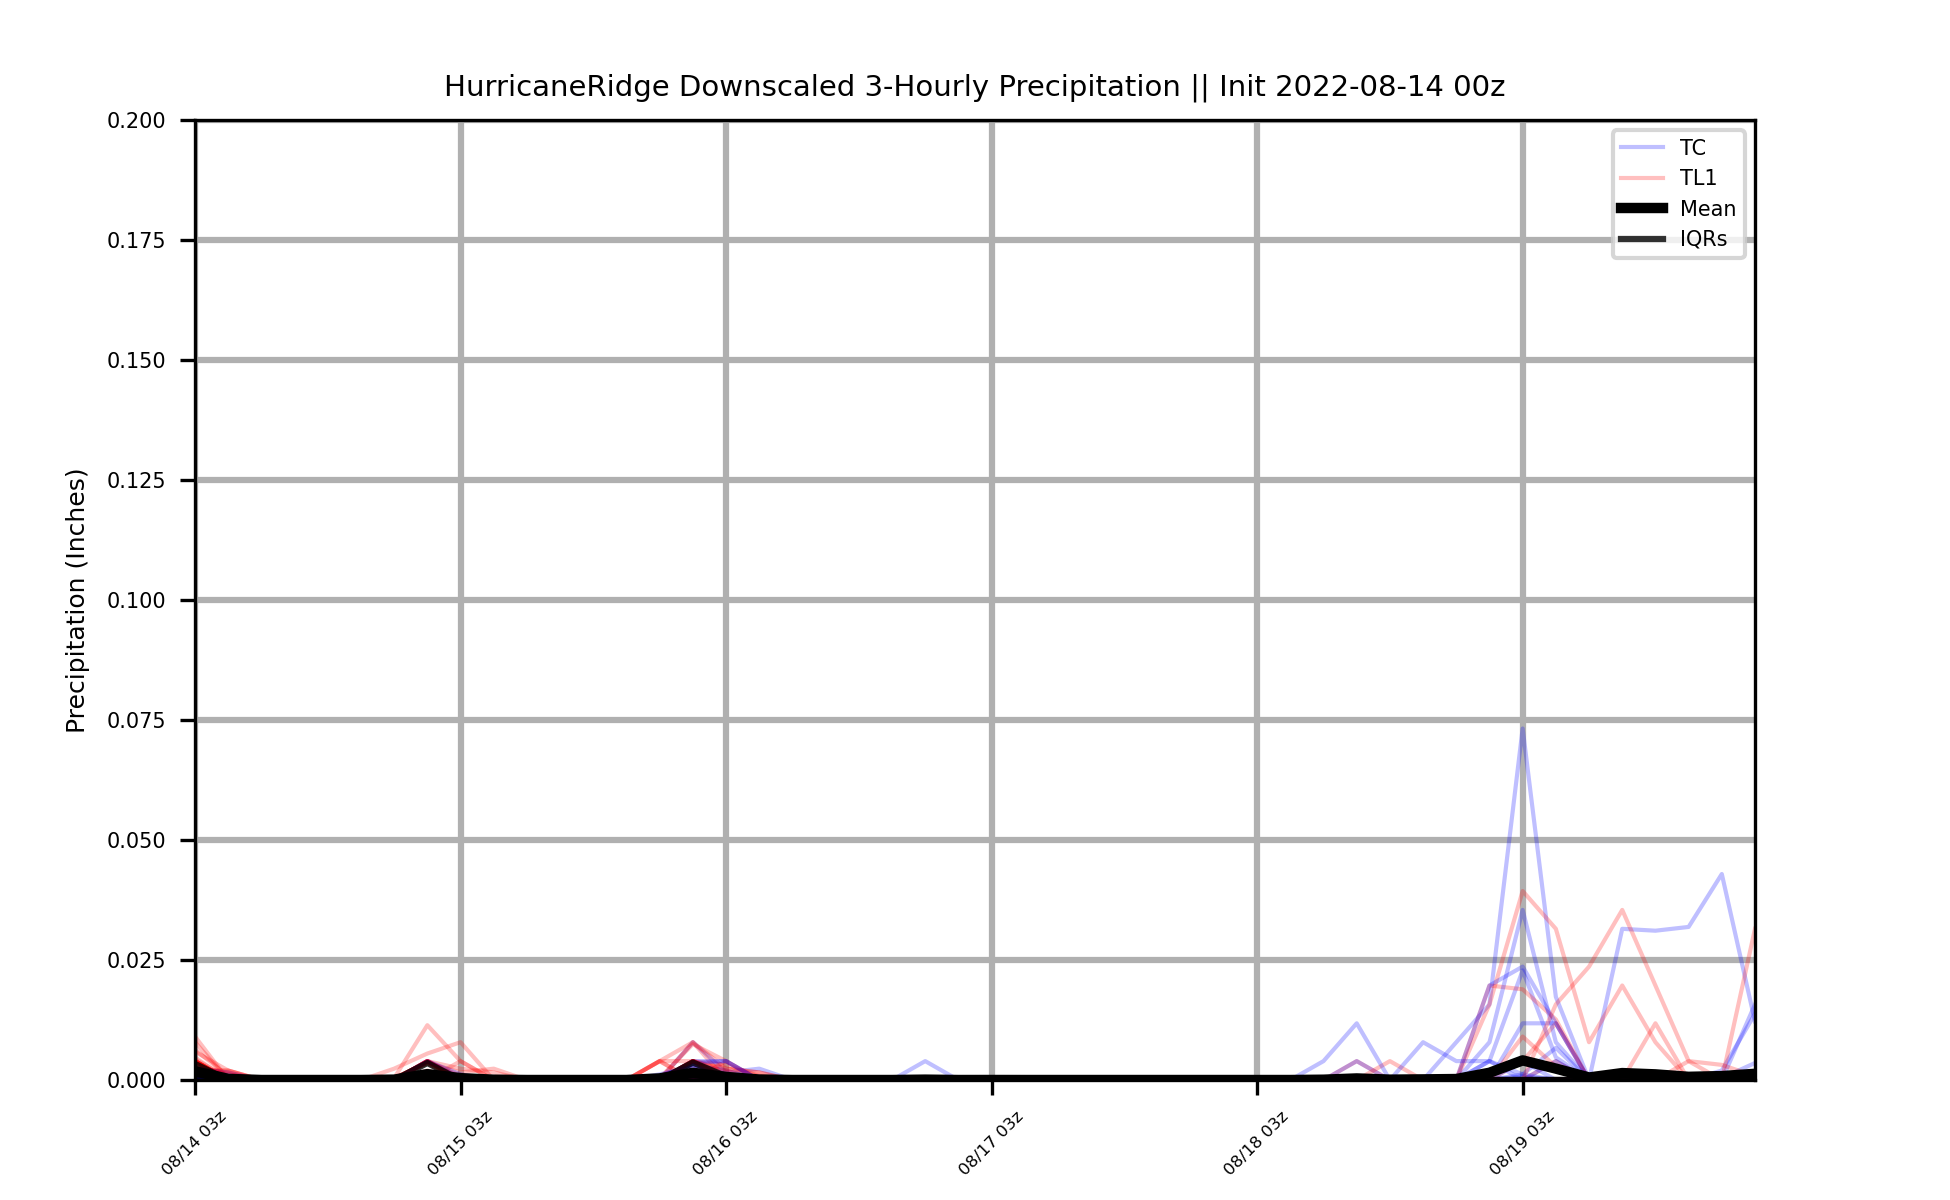 HurricaneRidge Downscaled 3-Hourly Precipitation || Init 2022-08-14 00z
TC
TL1
Mean
IQRs
Precipitation (Inches)
0.200
0.175
0.150
0.125
0.100
0.075
0.050
0.025
0.000
08/14 03z
08/15 03z
08/16 03z
08/17 03z
08/18 03z
08/19 03z